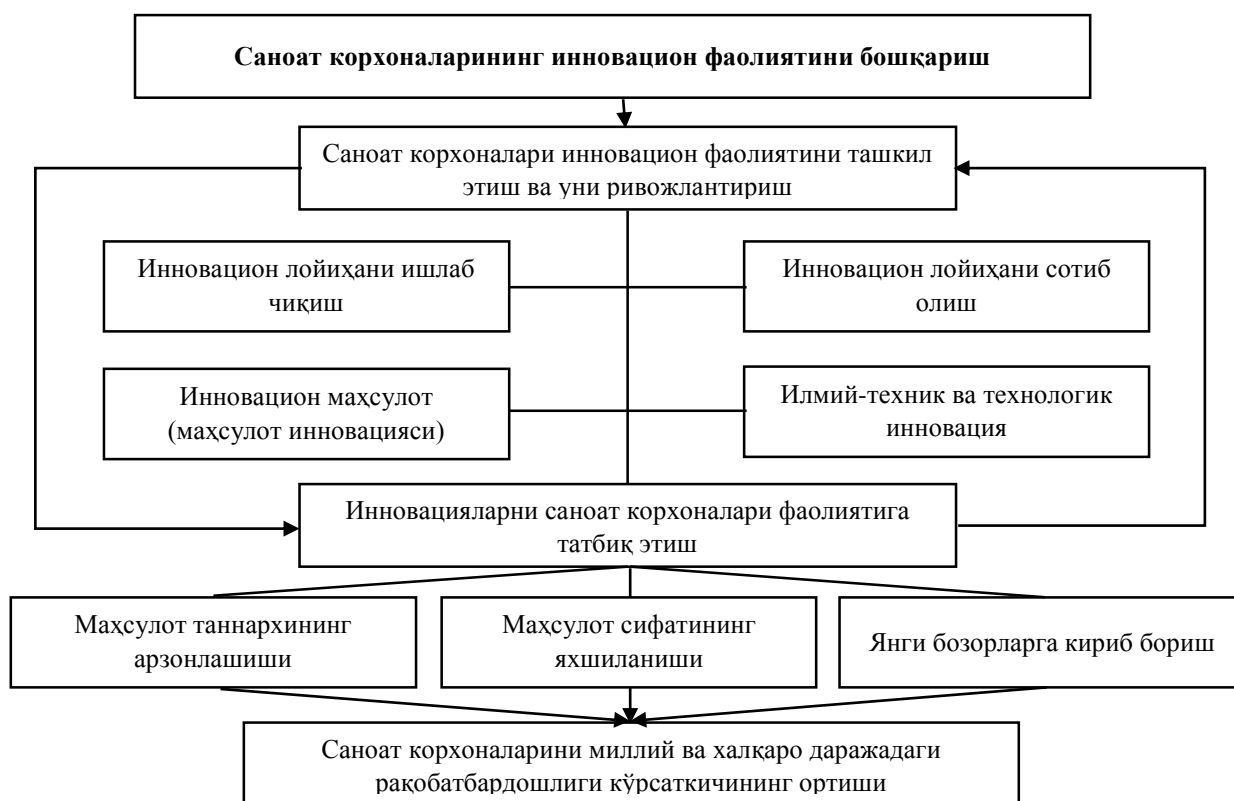 Саноат корхоналарининг инновацион фаолиятини бошқариш
Саноат корхоналари инновацион фаолиятини ташкил
этиш ва уни ривожлантириш
Инновацион лойиҳани ишлаб
чиқиш
Инновацион лойиҳани сотиб
олиш
Инновацион маҳсулот
(маҳсулот инновацияси)
Илмий-техник ва технологик
инновация
Инновацияларни саноат корхоналари фаолиятига
татбиқ этиш
Маҳсулот таннархининг
арзонлашиши
Маҳсулот сифатининг
яхшиланиши
Янги бозорларга кириб бориш
Саноат корхоналарини миллий ва халқаро даражадаги
рақобатбардошлиги кўрсаткичининг ортиши